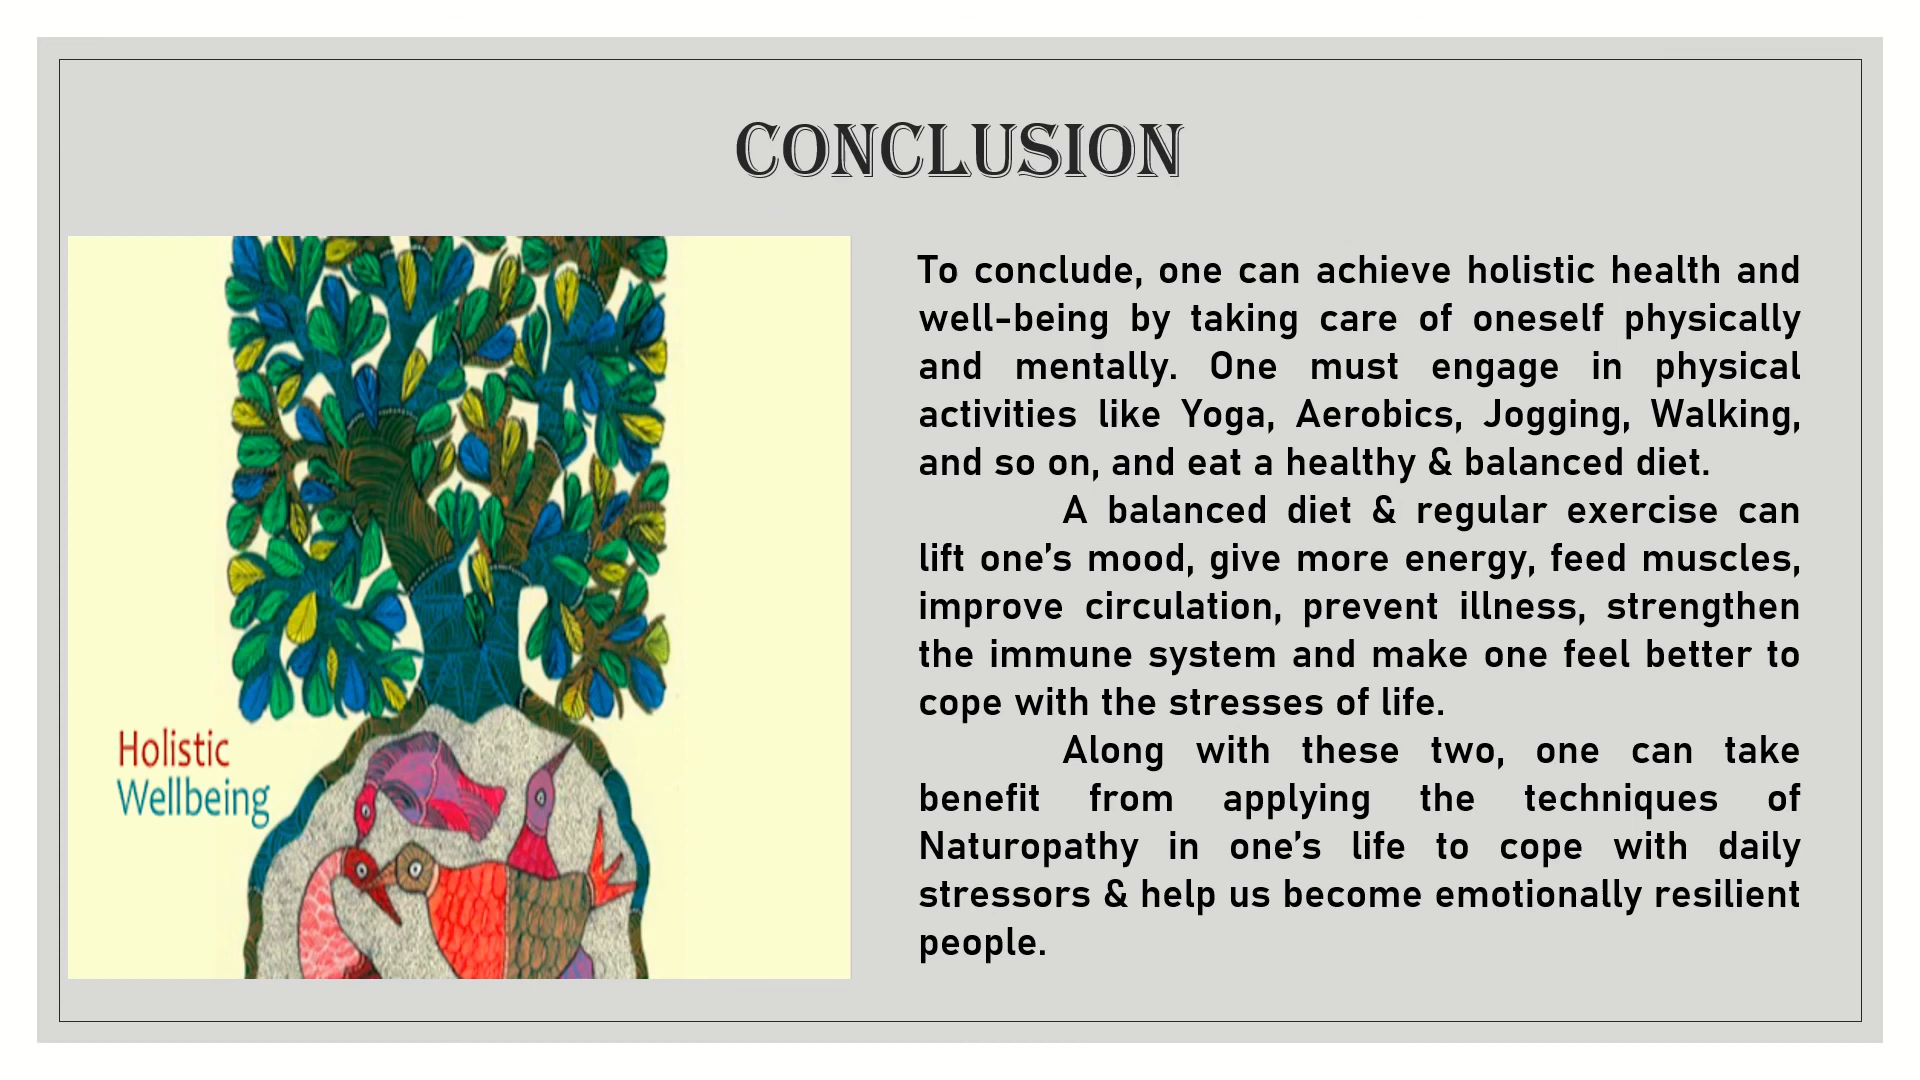 CONCLUSION
Holistic
Wellbeing
To conclude, one can achieve holistic health and
well-being by taking care of oneself physically
and mentally. One must engage in physical
activities like Yoga, Aerobics, Jogging, Walking,
and so on, and eat a healthy & balanced diet.
A balanced diet & regular exercise can
lift one’s mood, give more energy, feed muscles,
improve circulation, prevent illness, strengthen
the immune system and make one feel better to
cope with the stresses of life.
Along with these two, one can take
benefit from applying the techniques of
Naturopathy in one’s life to cope with daily
stressors & help us become emotionally resilient
people.